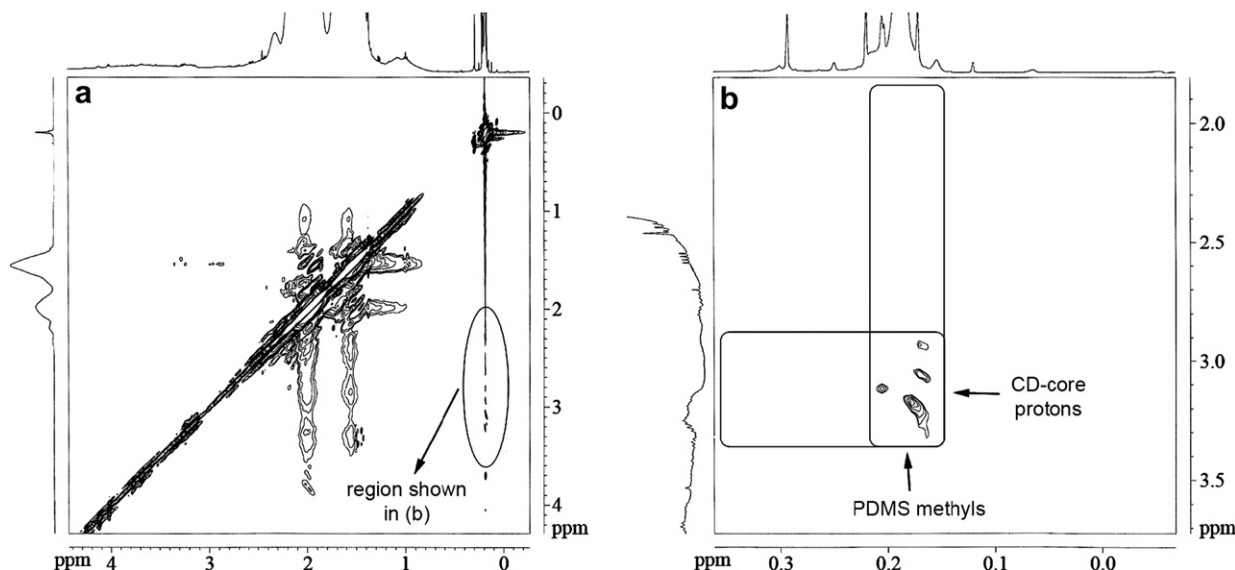 a
0
1
2
3
4
ppm
region shown
in (b)
ppm 4 3 2 1 0
b
2.0
2.5
3.0
3.5
ppm
CD-core
protons
PDMS methyls
ppm 0.3 0.2 0.1 0.0